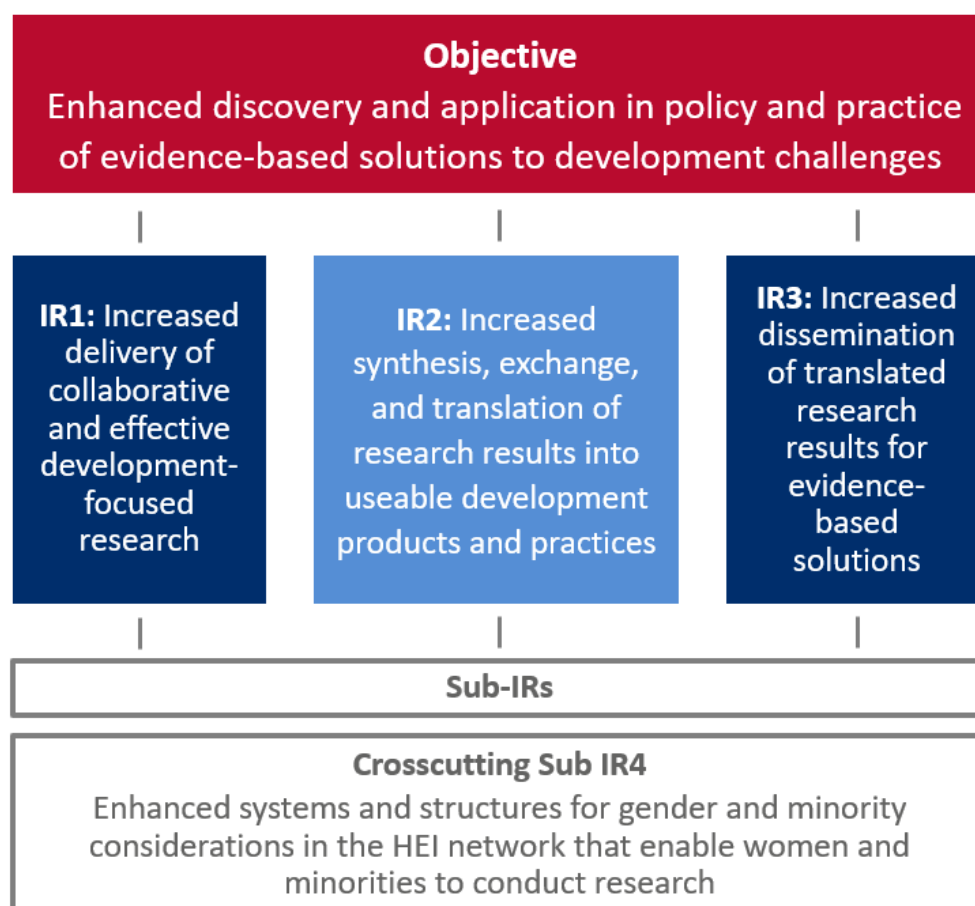 Objective
Enhanced discovery and application in policy and practice
of evidence-based solutions to development challenges
IR1: Increased
delivery of
collaborative
and effective
development-
focused
research
IR2: Increased
synthesis, exchange,
and translation of
research results into
useable development
products and practices
IR3: Increased
dissemination
of translated
research
results for
evidence-
based
solutions
Sub-IRs
Crosscutting Sub IR4
Enhanced systems and structures for gender and minority
considerations in the HEI network that enable women and
minorities to conduct research